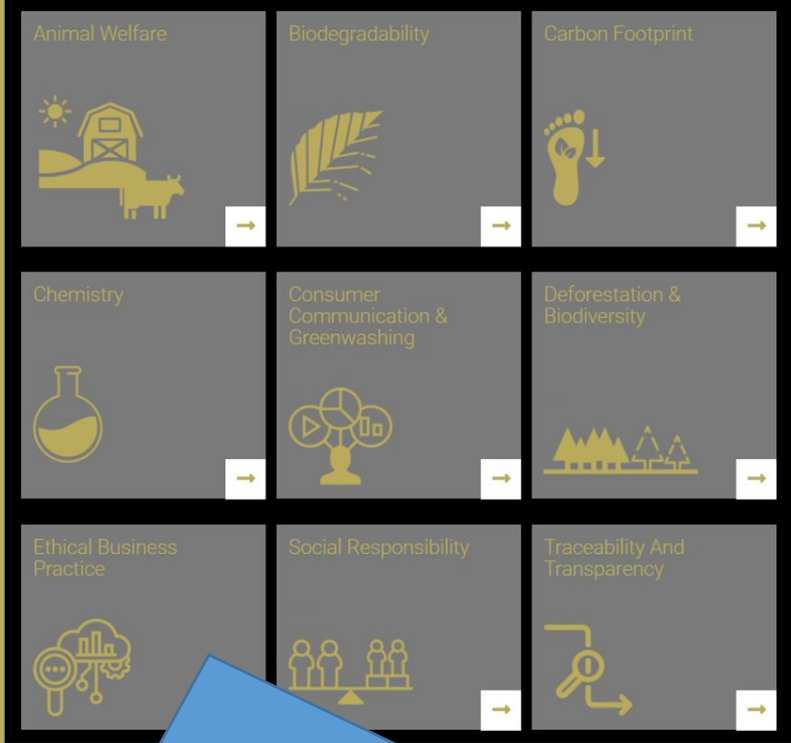 Animal Welfare
Biodegradability
Carbon Footprint
Chemistry
Consumer
Communication &
Greenwashing
Deforestation &
Biodiversity
Ethical Business
Practice
Social Responsibility
Traceability And
Transparency